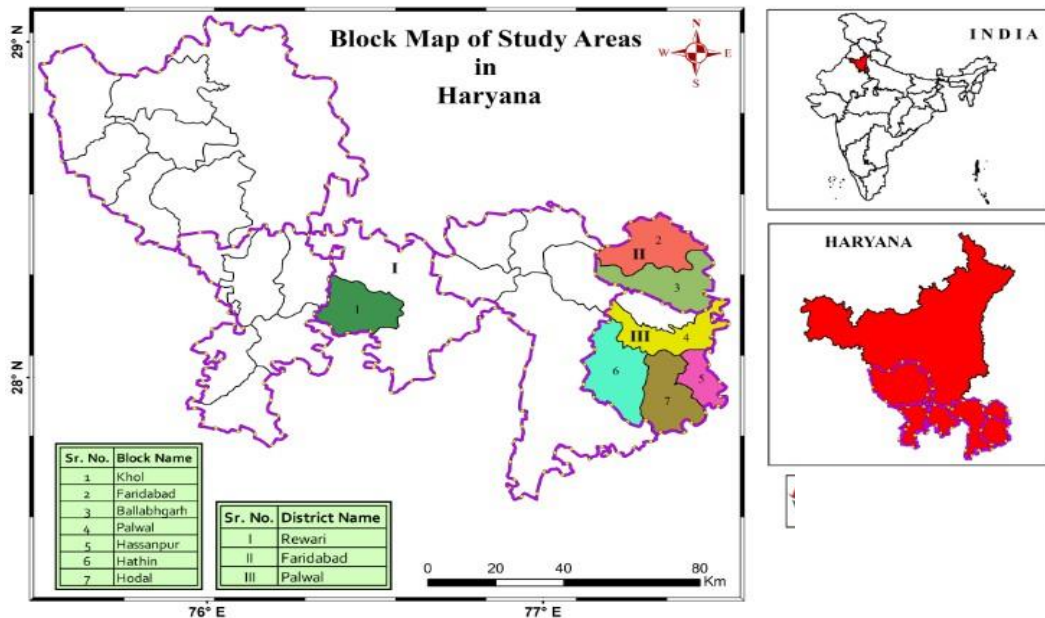 Block Map of Study Areas
in
Haryana
N
W E
S
29° N
28° N
76° E
77° E
I
II
III
1
2
3
4
5
6
7
Sr. No. Block Name
1 Khol
2 Faridabad
3 Ballabhgarh
4 Palwal
5 Hassanpur
6 Hathin
7 Hodal
Sr. No. District Name
I Rewari
II Faridabad
III Palwal
0 10 20 40 60 80
Km
INDIA
HARYANA